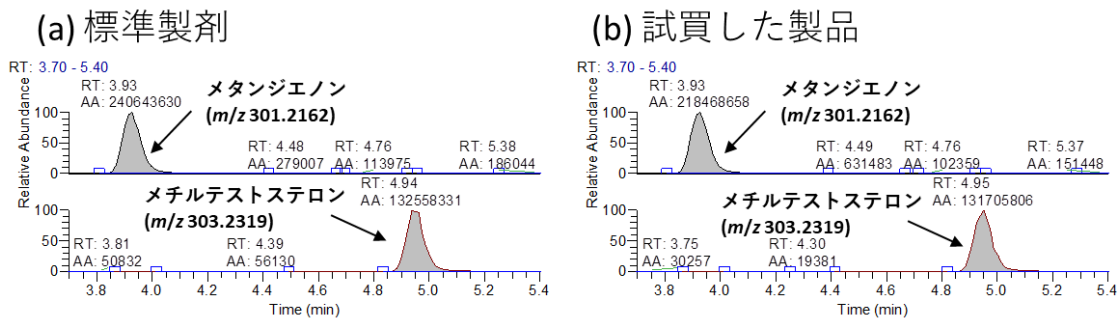 (a) 標準製剤
RT: 3.70 - 5.40
RT: 3.93
AA: 240643630
メタンジエノン
(m/z 301.2162)
RT: 4.48
AA: 279007
RT: 4.76
AA: 113975
RT: 5.38
AA: 186044
Relative Abundance
100
50
0
メチルテストステロン
(m/z 303.2319)
RT: 4.94
AA: 132558331
RT: 3.81
AA: 50832
RT: 4.39
AA: 56130
100
50
0
3.8 4.0 4.2 4.4 4.6 4.8 5.0 5.2 5.4
Time (min)
(b) 試買した製品
RT: 3.70 - 5.40
RT: 3.93
AA: 218468658
メタンジエノン
(m/z 301.2162)
RT: 4.49
AA: 631483
RT: 4.76
AA: 102359
RT: 5.37
AA: 151448
Relative Abundance
100
50
0
メチルテストステロン
(m/z 303.2319)
RT: 4.95
AA: 131705806
RT: 3.75
AA: 30257
RT: 4.30
AA: 19381
100
50
0
3.8 4.0 4.2 4.4 4.6 4.8 5.0 5.2 5.4
Time (min)